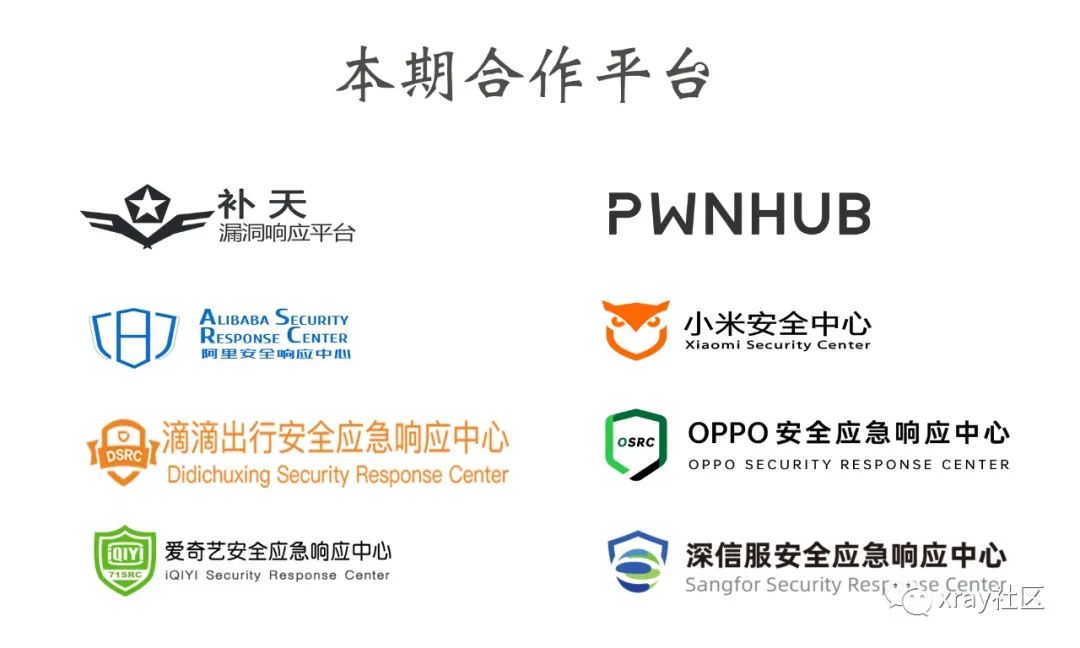 本期合作平台
补天
漏洞响应平台
PWNHUB
ALIBABA SECURITY
RESPONSE CENTER
阿里安全响应中心
小米安全中心
Xiaomi Security Center
DSRC
滴滴出行安全应急响应中心
Didichuxing Security Response Center
OSRC
OPPO 安全应急响应中心
OPPO SECURITY RESPONSE CENTER
iQIYI
71SRC
爱奇艺安全应急响应中心
iQIYI Security Response Center
深信服安全应急响应中心
Sangfor Security Response Center
xray社区